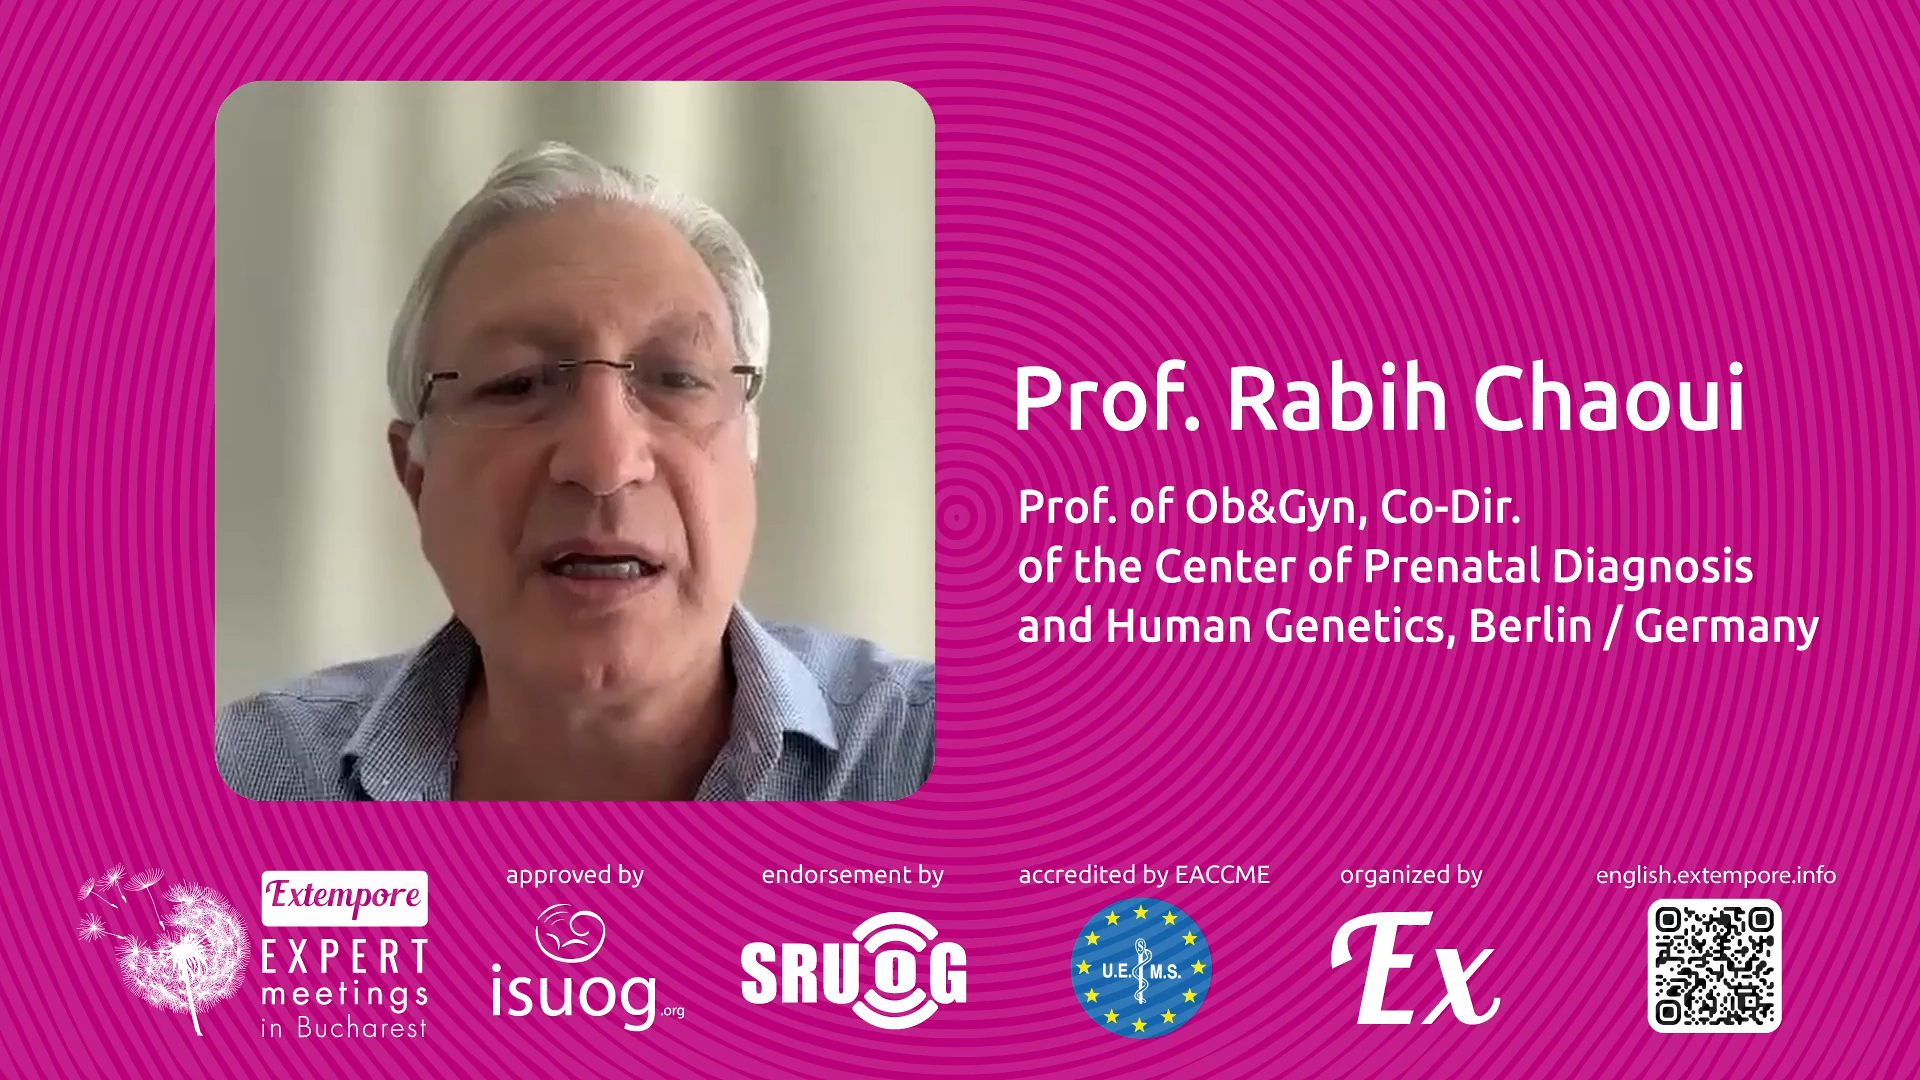 Prof. Rabih Chaoui
Prof. of Ob&Gyn, Co-Dir.
of the Center of Prenatal Diagnosis
and Human Genetics, Berlin / Germany
Extempore
EXPERT
meetings
in Bucharest
approved by
isuog.org
endorsement by
SRUOG
accredited by EACCME
U.E.M.S.
organized by
Ex
english.extempore.info